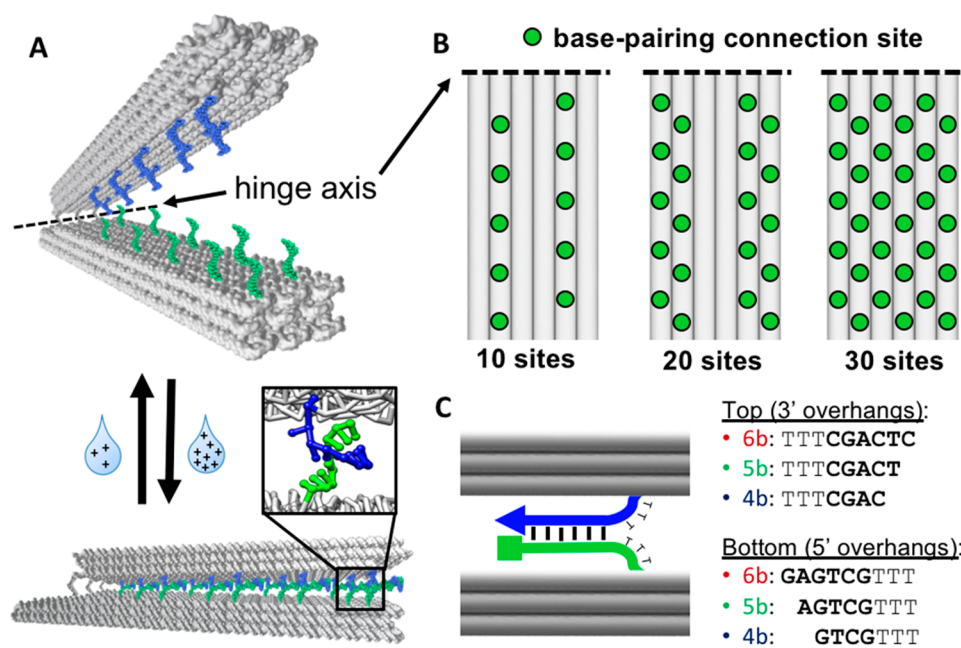 A
B
base-pairing connection site
hinge axis
10 sites
20 sites
30 sites
C
Top (3’ overhangs):
• 6b: TTTCGACTC
• 5b: TTTCGACT
• 4b: TTTCGAC
T T T
T T T
Bottom (5’ overhangs):
• 6b: GAGTCGTTT
• 5b: AGTCGTTT
• 4b: GTCGTTT